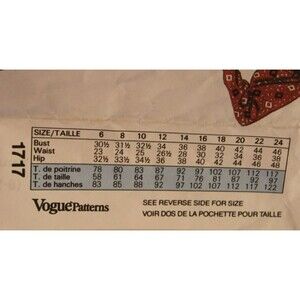 SIZE/TAILLE 6 8 10 12 14 16 18 20 22 24
Bust 30½ 31½ 32½ 34 36 38 40 42 44 46
Waist 23 24 25 26½ 28 30 32 34 36 38
Hip 32½ 33½ 34½ 36 38 40 42 44 46 48
T. de poitrine 78 80 83 87 92 97 102 107 112 117
T. de taille 58 61 64 67 71 76 81 87 92 97
T. de hanches 83 85 88 92 97 102 107 112 117 122
1717
Vogue Patterns
SEE REVERSE SIDE FOR SIZE
VOIR DOS DE LA POCHETTE POUR TAILLE